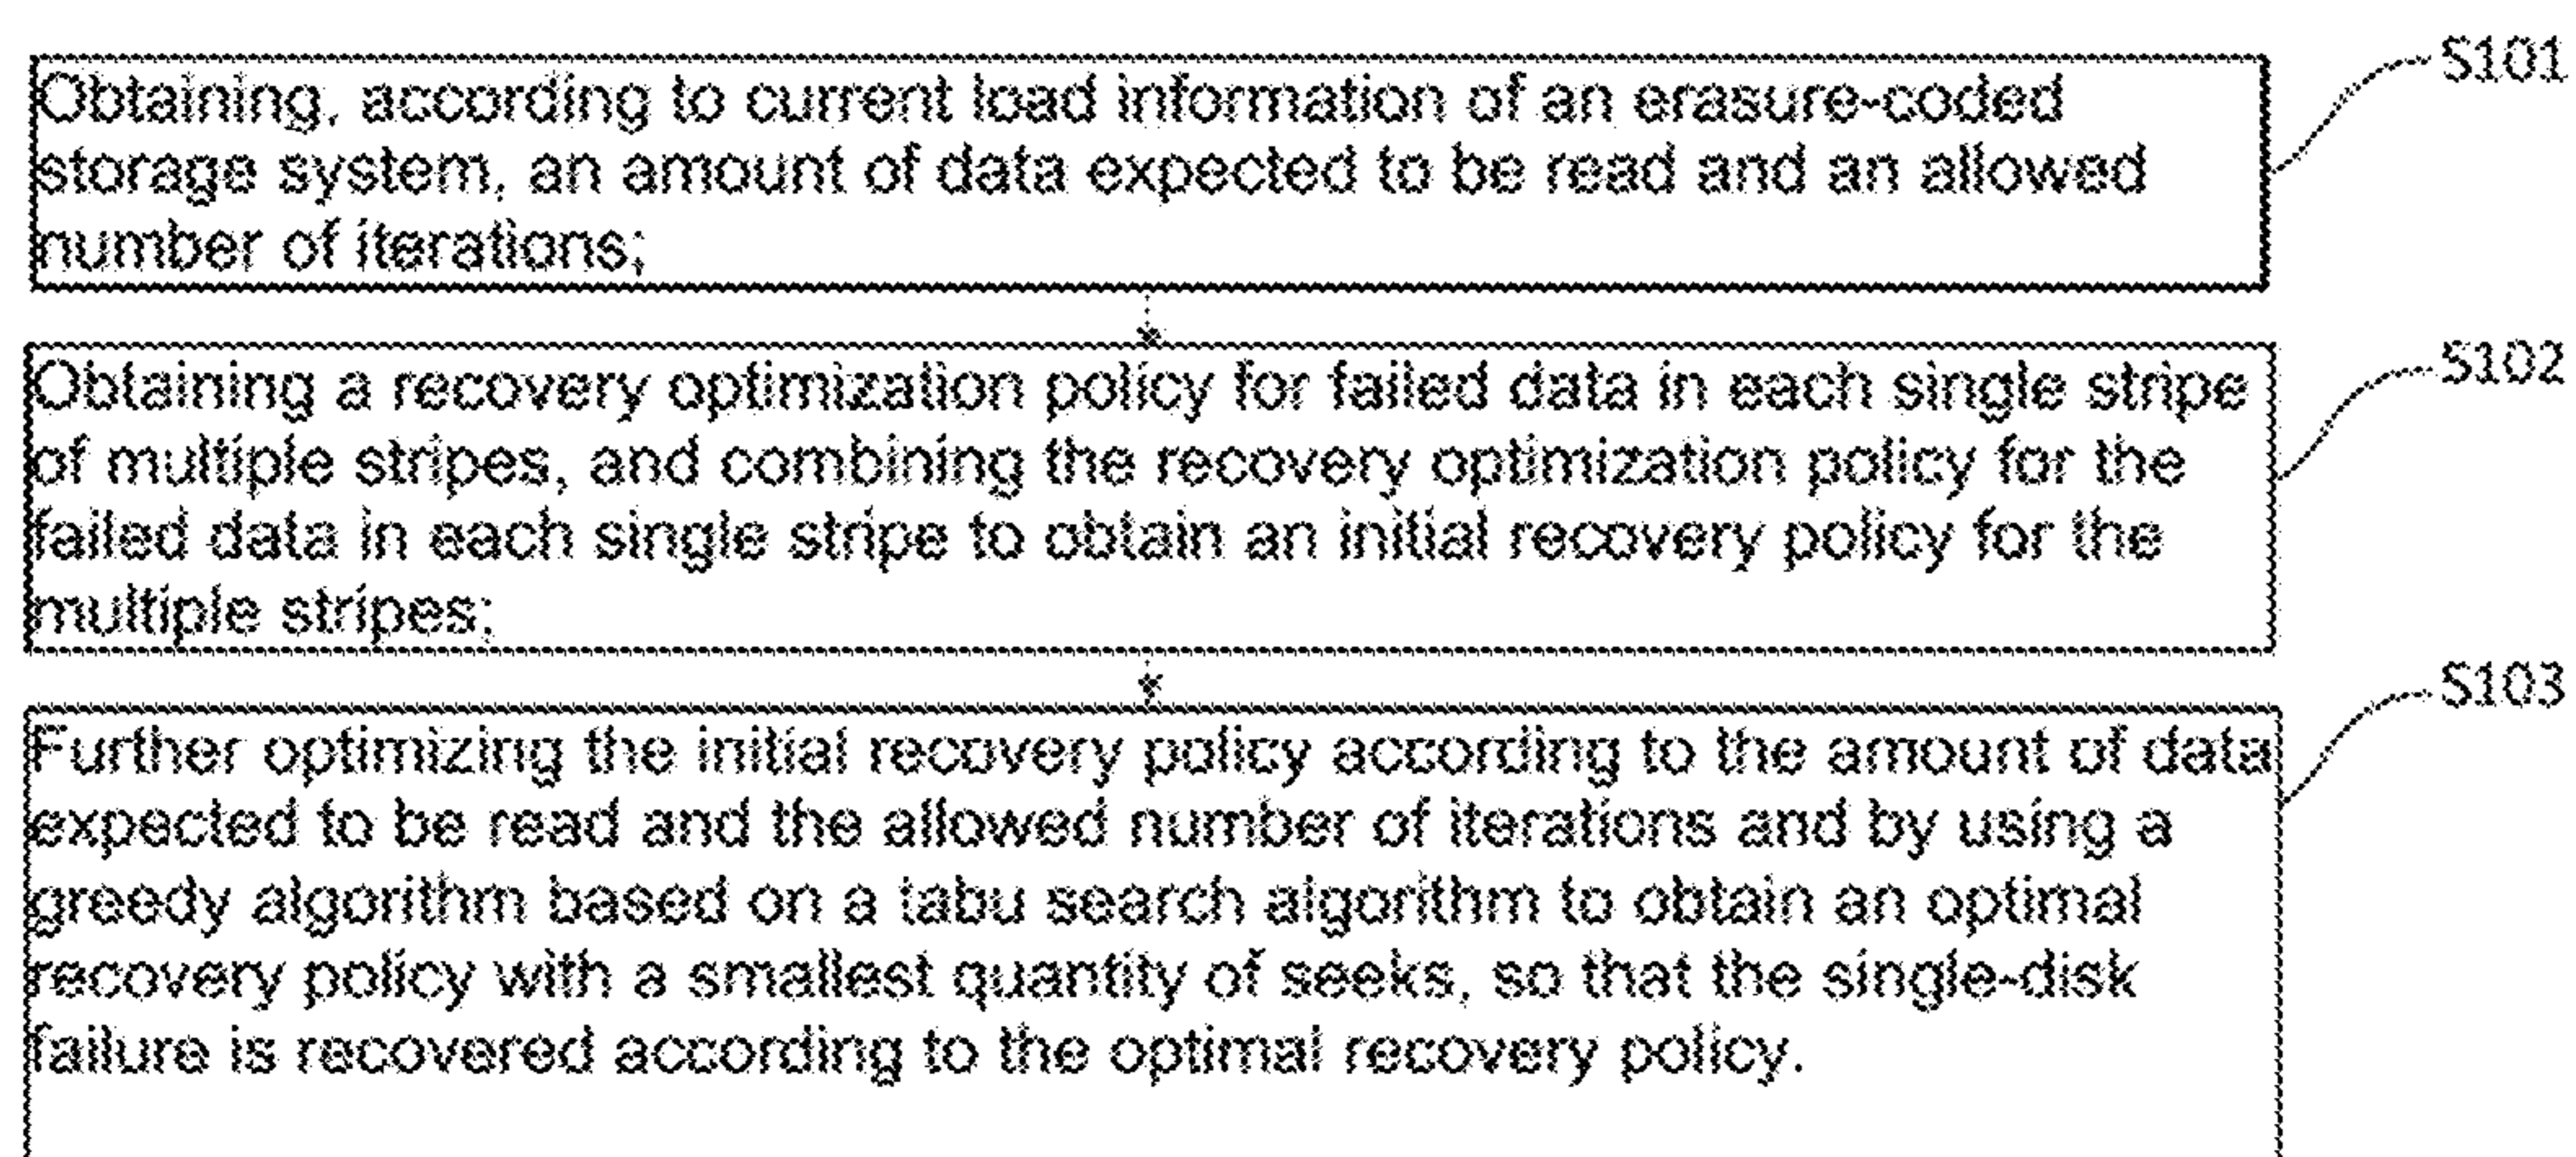 S101
Obtaining, according to current load information of an erasure-coded
storage system, an amount of data expected to be read and an allowed
number of iterations;
S102
Obtaining a recovery optimization policy for failed data in each single stripe
of multiple stripes, and combining the recovery optimization policy for the
failed data in each single stripe to obtain an initial recovery policy for the
multiple stripes;
S103
Further optimizing the initial recovery policy according to the amount of data
expected to be read and the allowed number of iterations and by using a
greedy algorithm based on a tabu search algorithm to obtain an optimal
recovery policy with a smallest quantity of seeks, so that the single-disk
failure is recovered according to the optimal recovery policy.